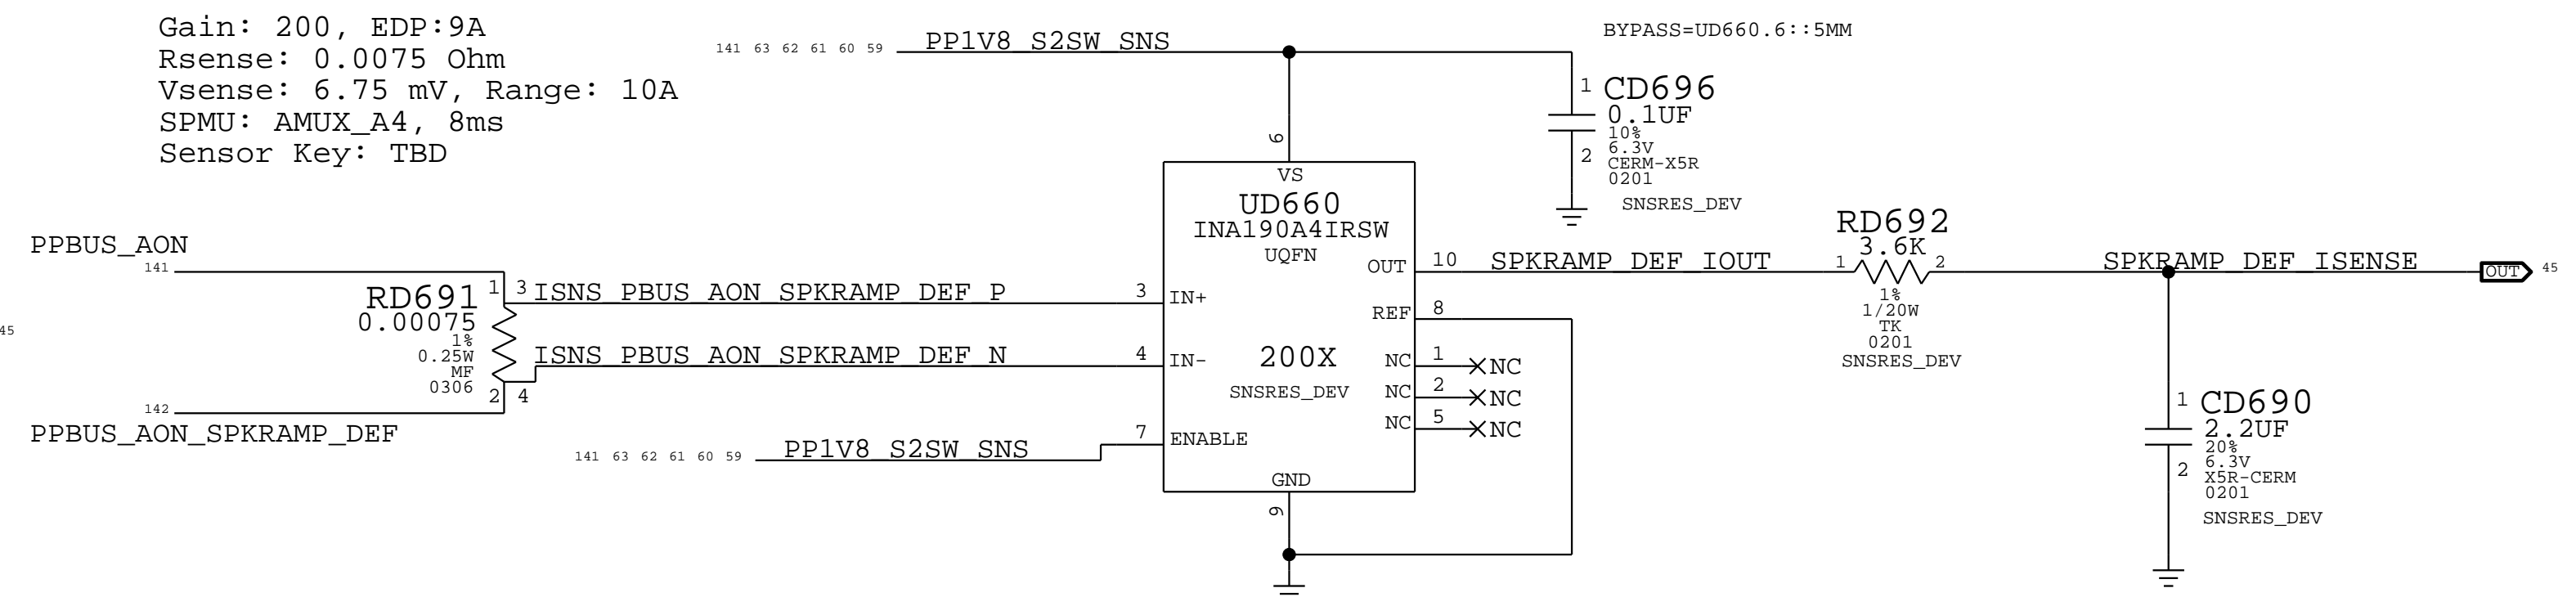 Gain: 200, EDP:9A
Rsense: 0.0075 Ohm
Vsense: 6.75 mV, Range: 10A
SPMU: AMUX_A4, 8ms
Sensor Key: TBD
141 63 62 61 60 59 PP1V8_S2SW_SNS
BYPASS=UD660.6::5MM
1 CD696
0.1UF
10%
6.3V
2 CERM-X5R
0201
SNSRES_DEV
6
VS
UD660
INA190A4IRSW
UQFN
200X
SNSRES_DEV
PPBUS_AON
141
RD691
0.00075
1%
0.25W
MF
0306
1 3
2 4
45
142
PPBUS_AON_SPKRAMP_DEF
ISNS_PBUS_AON_SPKRAMP_DEF_P 3 IN+
ISNS_PBUS_AON_SPKRAMP_DEF_N 4 IN-
141 63 62 61 60 59 PP1V8_S2SW_SNS 7 ENABLE
GND
9
OUT 10 SPKRAMP_DEF_IOUT
REF 8
NC 1 NC
NC 2 NC
NC 5 NC
RD692
3.6K
1 2
1%
1/20W
TK
0201
SNSRES_DEV
SPKRAMP_DEF_ISENSE OUT 45
1 CD690
2.2UF
20%
6.3V
2 X5R-CERM
0201
SNSRES_DEV